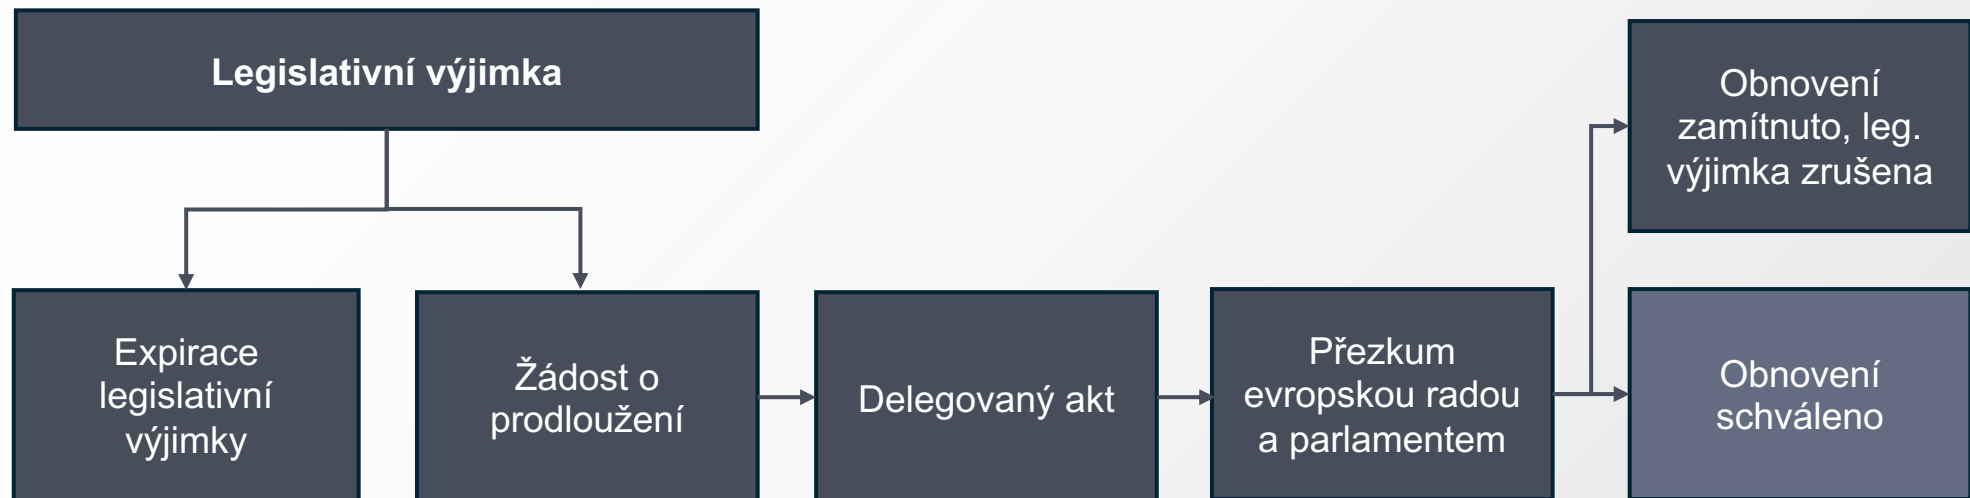 Legislativní výjimka
Obnovení
zamítnuto, leg.
výjimka zrušena
Expirace
legislativní
výjimky
Žádost o
prodloužení
Delegovaný akt
Přezkum
evropskou radou
a parlamentem
Obnovení
schváleno